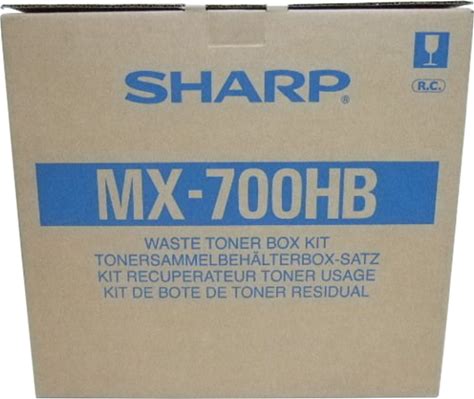 SHARP®
R.C.
MX-700HB
WASTE TONER BOX KIT
TONERSAMMELBEHÄLTERBOX-SATZ
KIT RECUPERATEUR TONER USAGE
KIT DE BOTE DE TONER RESIDUAL